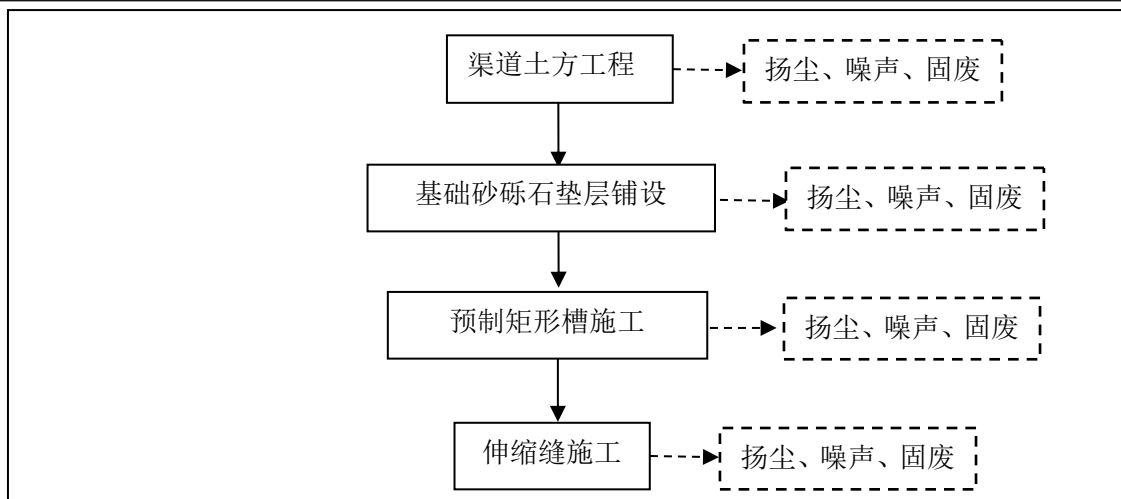 渠道土方工程
扬尘、噪声、固废
基础砂砾石垫层铺设
扬尘、噪声、固废
预制矩形槽施工
扬尘、噪声、固废
伸缩缝施工
扬尘、噪声、固废